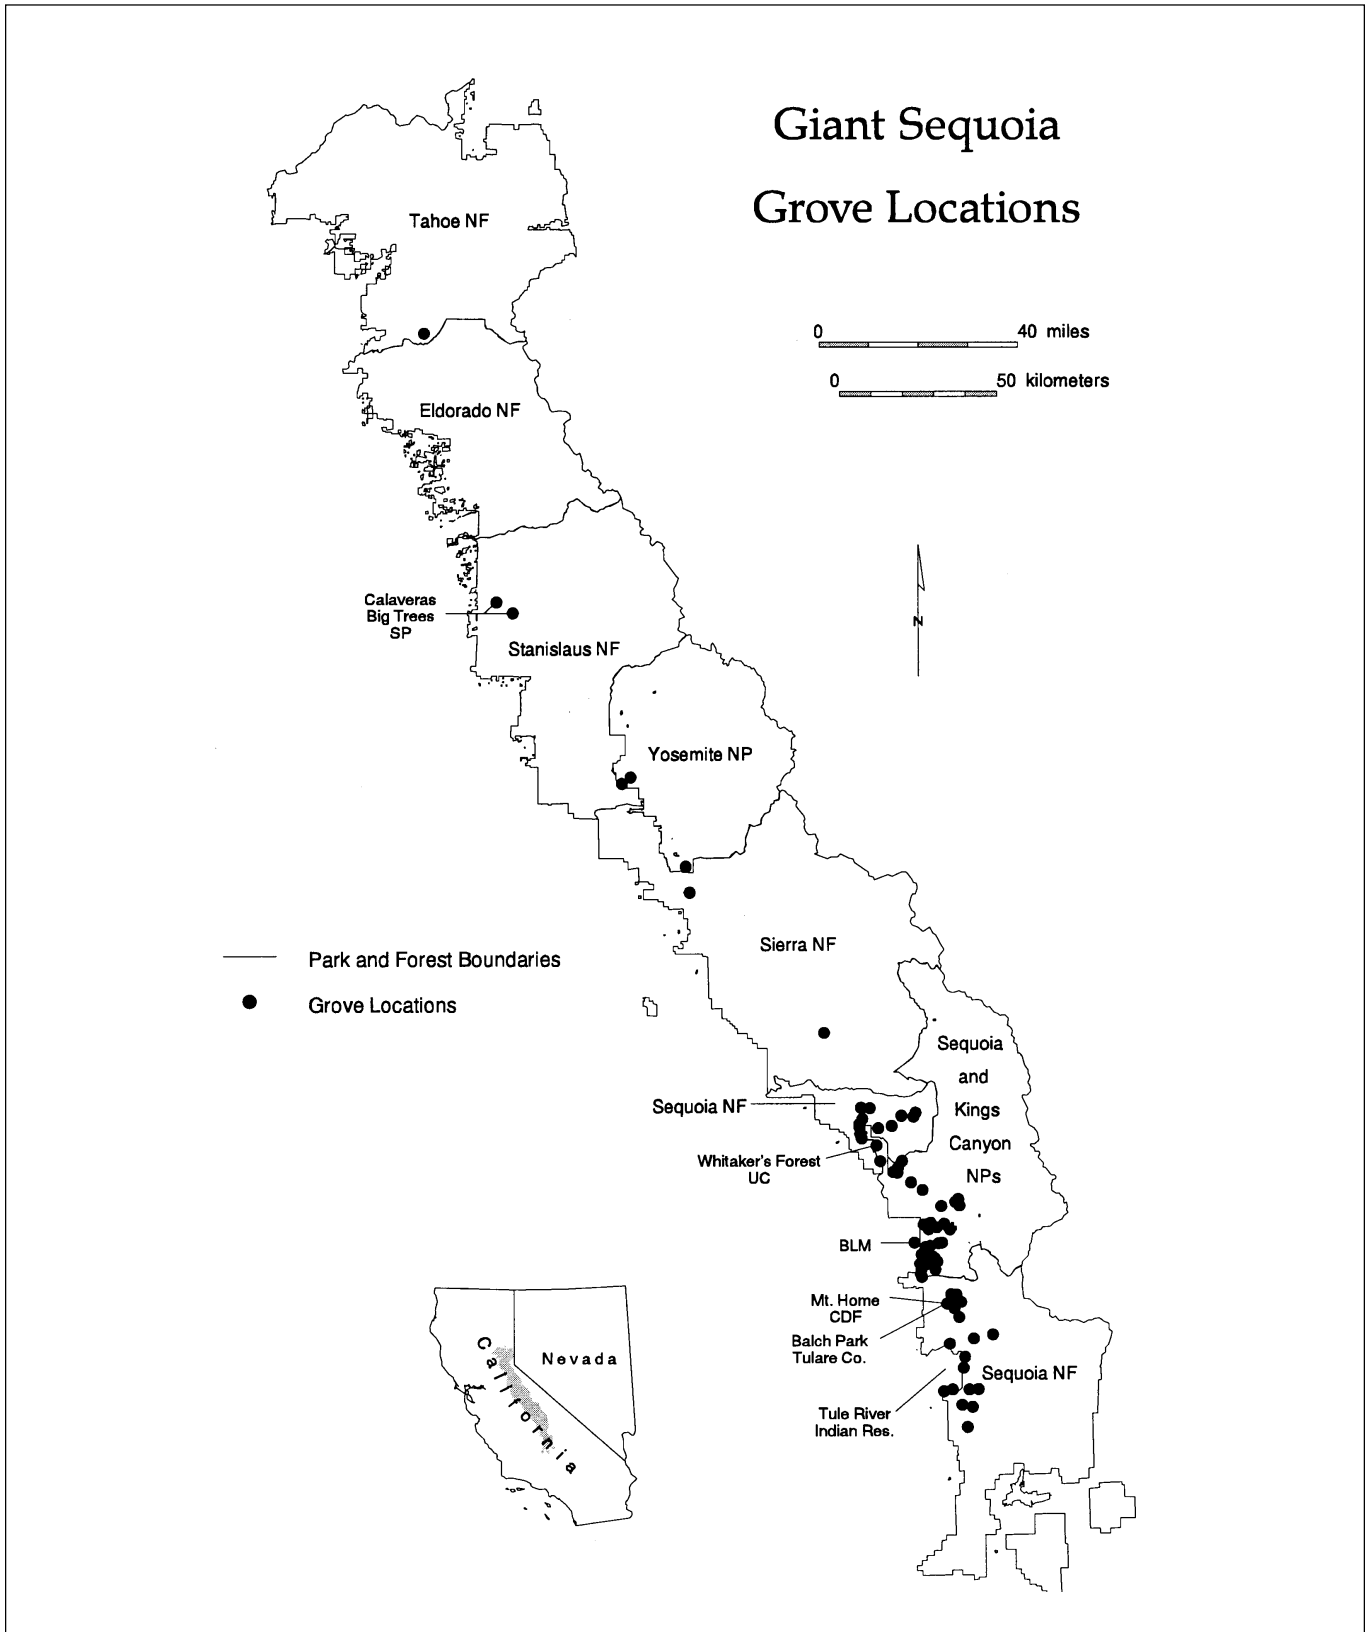 Giant Sequoia
Grove Locations
Tahoe NF
0 40 miles
0 50 kilometers
Eldorado NF
N
Calaveras
Big Trees
SP
Stanislaus NF
Yosemite NP
Sierra NF
Park and Forest Boundaries
Grove Locations
Sequoia
and
Kings
Canyon
NPs
Sequoia NF
Whitaker's Forest
UC
BLM
Mt. Home
CDF
Balch Park
Tulare Co.
Sequoia NF
Tule River
Indian Res.
California
Nevada